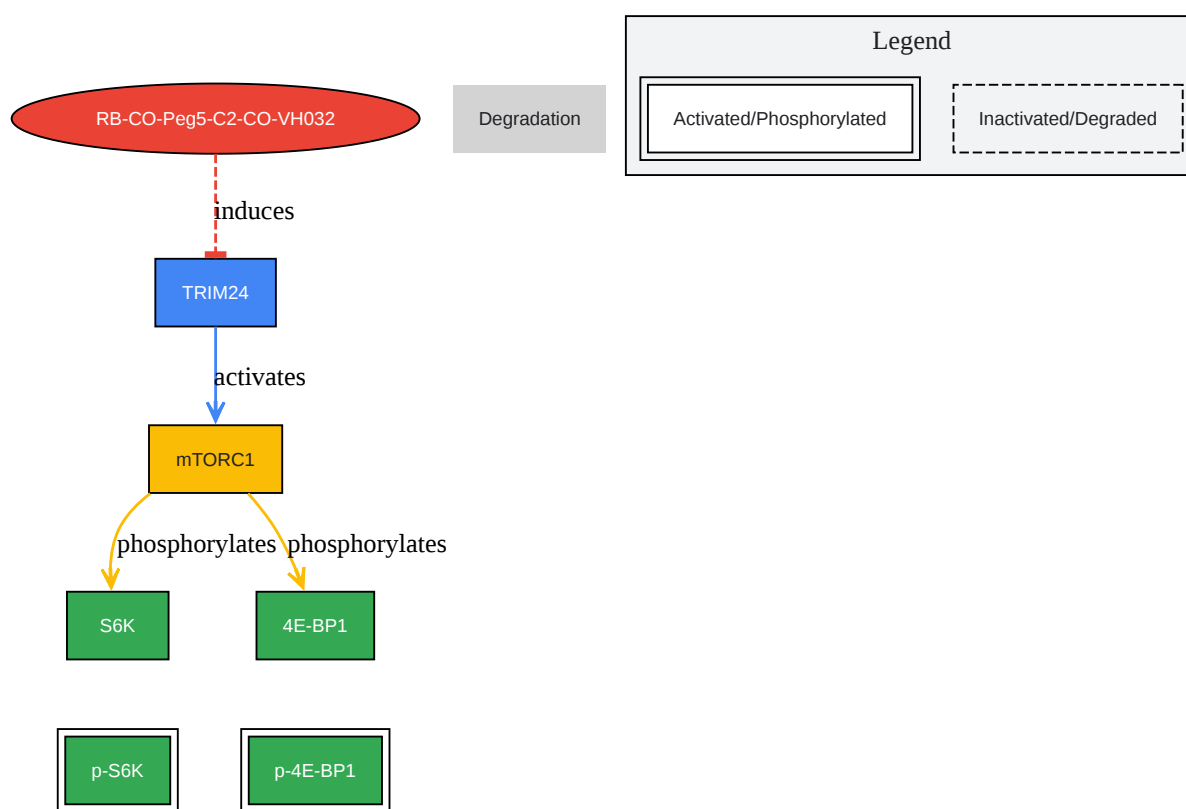 Legend
RB-CO-Peg5-C2-CO-VH032
Degradation
Activated/Phosphorylated
Inactivated/Degraded
induces
TRIM24
activates
mTORC1
phosphorylates
phosphorylates
S6K
4E-BP1
p-S6K
p-4E-BP1